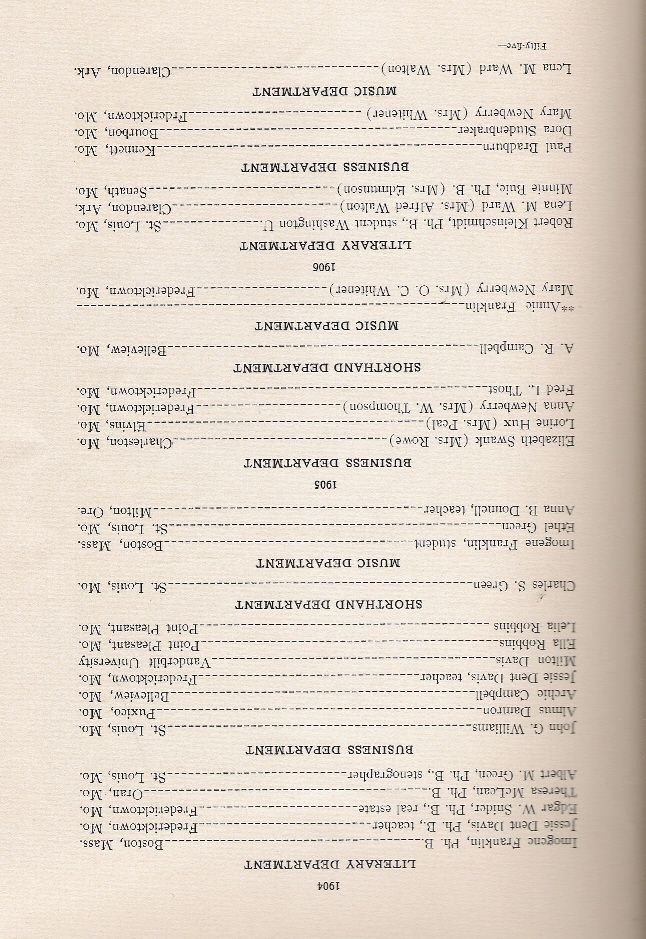 1904
LITERARY DEPARTMENT
Imogene Franklin, Ph. B.-----Boston, Mass.
Jessie Dent Davis, Ph. B., teacher-----Fredericktown, Mo.
Edgar W. Snider, Ph. B., real estate-----Fredericktown, Mo.
Theresa McLean, Ph. B.-----Oran, Mo.
Albert M. Green, Ph. B., stenographer-----St. Louis, Mo.
BUSINESS DEPARTMENT
John G. Williams-----St. Louis, Mo.
Almus Damron-----Puxico, Mo.
Archie Campbell-----Belleview, Mo.
Jessie Dent Davis, teacher-----Fredericktown, Mo.
Milton Davis-----Vanderbilt University
Ella Robbins-----Point Pleasant, Mo.
Lelia Robbins-----Point Pleasant, Mo.
SHORTHAND DEPARTMENT
Charles S. Green-----St. Louis, Mo.
MUSIC DEPARTMENT
Imogene Franklin, student-----Boston, Mass.
Ethel Green-----St. Louis, Mo.
Anna B. Donnell, teacher-----Milton, Ore.
1905
BUSINESS DEPARTMENT
Elizabeth Swank (Mrs. Rowe)-----Charleston, Mo.
Lorine Hux (Mrs. Peal)-----Elvins, Mo.
Anna Newberry (Mrs. W. Thompson)-----Fredericktown, Mo.
Fred L. Thost-----Fredericktown, Mo.
SHORTHAND DEPARTMENT
A. R. Campbell-----Belleview, Mo.
MUSIC DEPARTMENT
**Annie Franklin-----
Mary Newberry (Mrs. O. C. Whitener)-----Fredericktown, Mo.
1906
LITERARY DEPARTMENT
Robert Kleinschmidt, Ph. B., student Washington U.-----St. Louis, Mo.
Lena M. Ward (Mrs. Alfred Walton)-----Clarendon, Ark.
Minnie Buie, Ph. B. (Mrs. Edmunson)-----Senath, Mo.
BUSINESS DEPARTMENT
Paul Bradburn-----Kennett, Mo.
Dora Studenbraker-----Bourbon, Mo.
Mary Newberry (Mrs. Whitener)-----Frdericktown, Mo.
MUSIC DEPARTMENT
Lena M. Ward (Mrs. Walton)-----Clarendon, Ark.
Fifty-five—